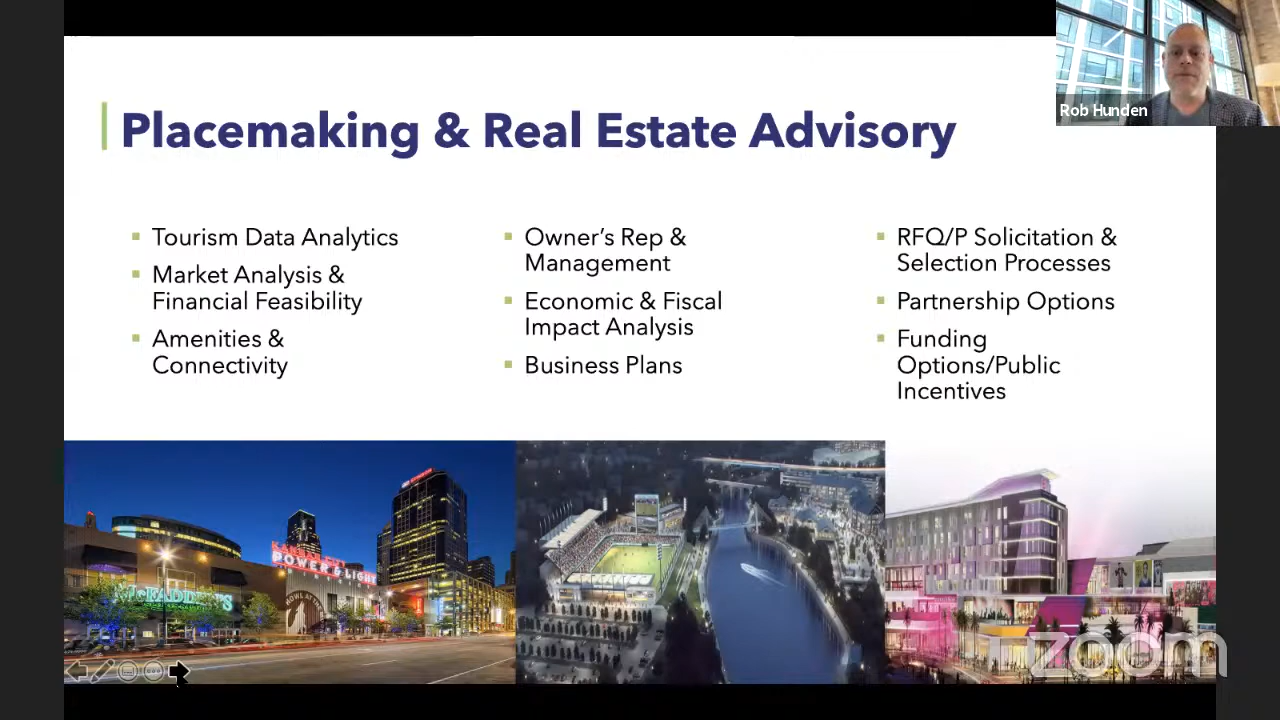 Rob Hunden
Placemaking & Real Estate Advisory
Tourism Data Analytics
Market Analysis &
Financial Feasibility
Amenities &
Connectivity
Owner's Rep &
Management
Economic & Fiscal
Impact Analysis
Business Plans
RFQ/P Solicitation &
Selection Processes
Partnership Options
Funding
Options/Public
Incentives
McFADDEN'S
KANSAS CITY
POWER & LIGHT
zoom